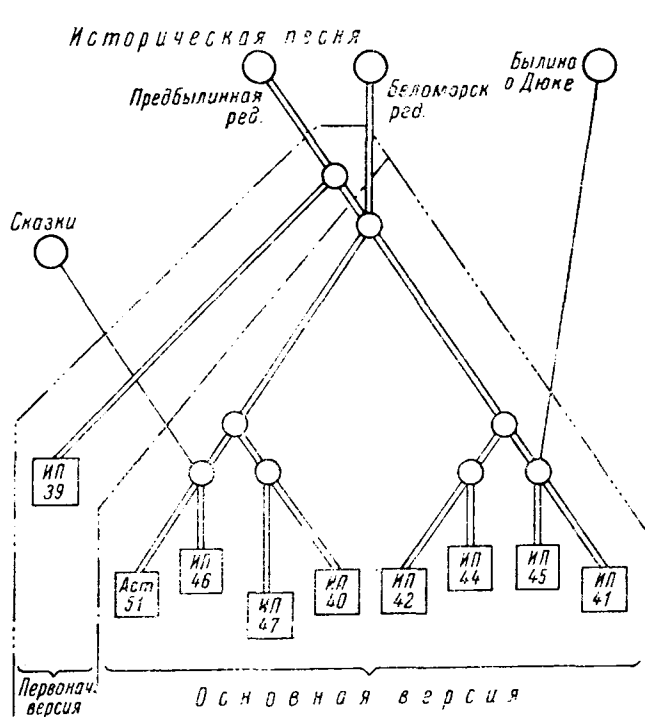 Историческая песня
Былина
о Дюке
Предбылинная
ред.
Беломорск
ред.
Сказки
ИП
39
Аст
51
ИП
46
ИП
47
ИП
40
ИП
42
ИП
44
ИП
45
ИП
41
Первонач.
версия
Основная версия